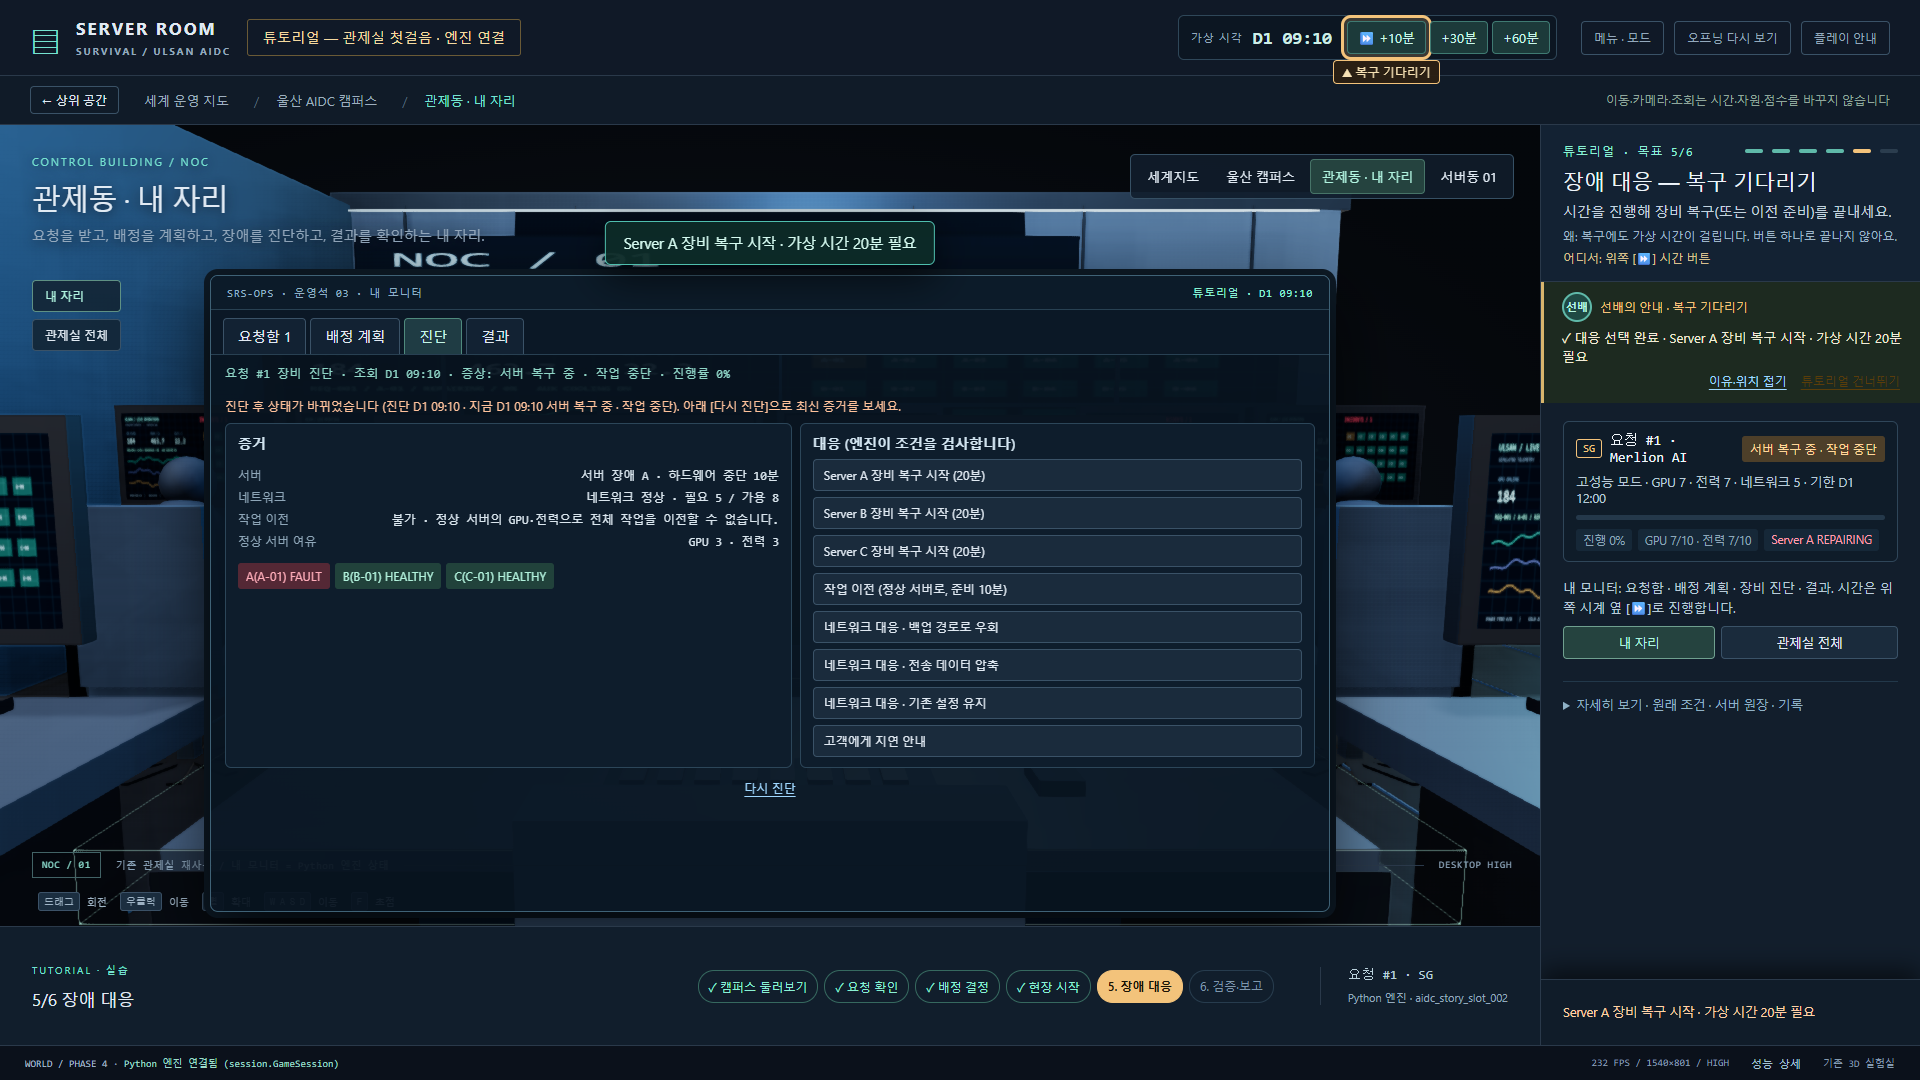 SERVER ROOM
SURVIVAL / ULSAN AIDC
튜토리얼 — 관제실 첫걸음 · 엔진 연결
가상 시각 D1 09:10 ⏩ +10분 +30분 +60분
▲ 복구 기다리기
메뉴 · 모드 오프닝 다시 보기 플레이 안내
← 상위 공간 세계 운영 지도 / 울산 AIDC 캠퍼스 / 관제동 · 내 자리
이동·카메라·조회는 시간·자원·점수를 바꾸지 않습니다
CONTROL BUILDING / NOC
관제동 · 내 자리
요청을 받고, 배정을 계획하고, 장애를 진단하고, 결과를 확인하는 내 자리.
내 자리
관제실 전체
세계지도 울산 캠퍼스 관제동 · 내 자리 서버동 01
Server A 장비 복구 시작 · 가상 시간 20분 필요
NOC / 01
SRS-OPS · 운영석 03 · 내 모니터
튜토리얼 · D1 09:10
요청함 1 배정 계획 진단 결과
요청 #1 장비 진단 · 조회 D1 09:10 · 증상: 서버 복구 중 · 작업 중단 · 진행률 0%
진단 후 상태가 바뀌었습니다 (진단 D1 09:10 · 지금 D1 09:10 서버 복구 중 · 작업 중단). 아래 [다시 진단]으로 최신 증거를 보세요.
증거
서버 서버 장애 A · 하드웨어 중단 10분
네트워크 네트워크 정상 · 필요 5 / 가용 8
작업 이전 불가 · 정상 서버의 GPU·전력으로 전체 작업을 이전할 수 없습니다.
정상 서버 여유 GPU 3 · 전력 3
A(A-01) FAULT B(B-01) HEALTHY C(C-01) HEALTHY
대응 (엔진이 조건을 검사합니다)
Server A 장비 복구 시작 (20분)
Server B 장비 복구 시작 (20분)
Server C 장비 복구 시작 (20분)
작업 이전 (정상 서버로, 준비 10분)
네트워크 대응 · 백업 경로로 우회
네트워크 대응 · 전송 데이터 압축
네트워크 대응 · 기존 설정 유지
고객에게 지연 안내
다시 진단
NOC / 01 기존 관제실 재사
드래그 회전 우클릭 이동
DESKTOP HIGH
ULSAN / LIVE
184
튜토리얼 · 목표 5/6
장애 대응 — 복구 기다리기
시간을 진행해 장비 복구(또는 이전 준비)를 끝내세요.
왜: 복구에도 가상 시간이 걸립니다. 버튼 하나로 끝나지 않아요.
어디서: 위쪽 [⏩] 시간 버튼
선배 선배의 안내 · 복구 기다리기
✓ 대응 선택 완료 · Server A 장비 복구 시작 · 가상 시간 20분
필요
이유·위치 접기 튜토리얼 건너뛰기
SG 요청 #1 ·
Merlion AI
서버 복구 중 · 작업 중단
고성능 모드 · GPU 7 · 전력 7 · 네트워크 5 · 기한 D1
12:00
진행 0% GPU 7/10 · 전력 7/10 Server A REPAIRING
내 모니터: 요청함 · 배정 계획 · 장비 진단 · 결과. 시간은 위
쪽 시계 옆 [⏩]로 진행합니다.
내 자리 관제실 전체
▶ 자세히 보기 · 원래 조건 · 서버 원장 · 기록
Server A 장비 복구 시작 · 가상 시간 20분 필요
TUTORIAL · 실습
5/6 장애 대응
✓ 캠퍼스 둘러보기 ✓ 요청 확인 ✓ 배정 결정 ✓ 현장 시작 5. 장애 대응 6. 검증·보고
요청 #1 · SG
Python 엔진 · aidc_story_slot_002
WORLD / PHASE 4 · Python 엔진 연결됨 (session.GameSession)
232 FPS / 1540×801 / HIGH 성능 상세 기존 3D 실험실